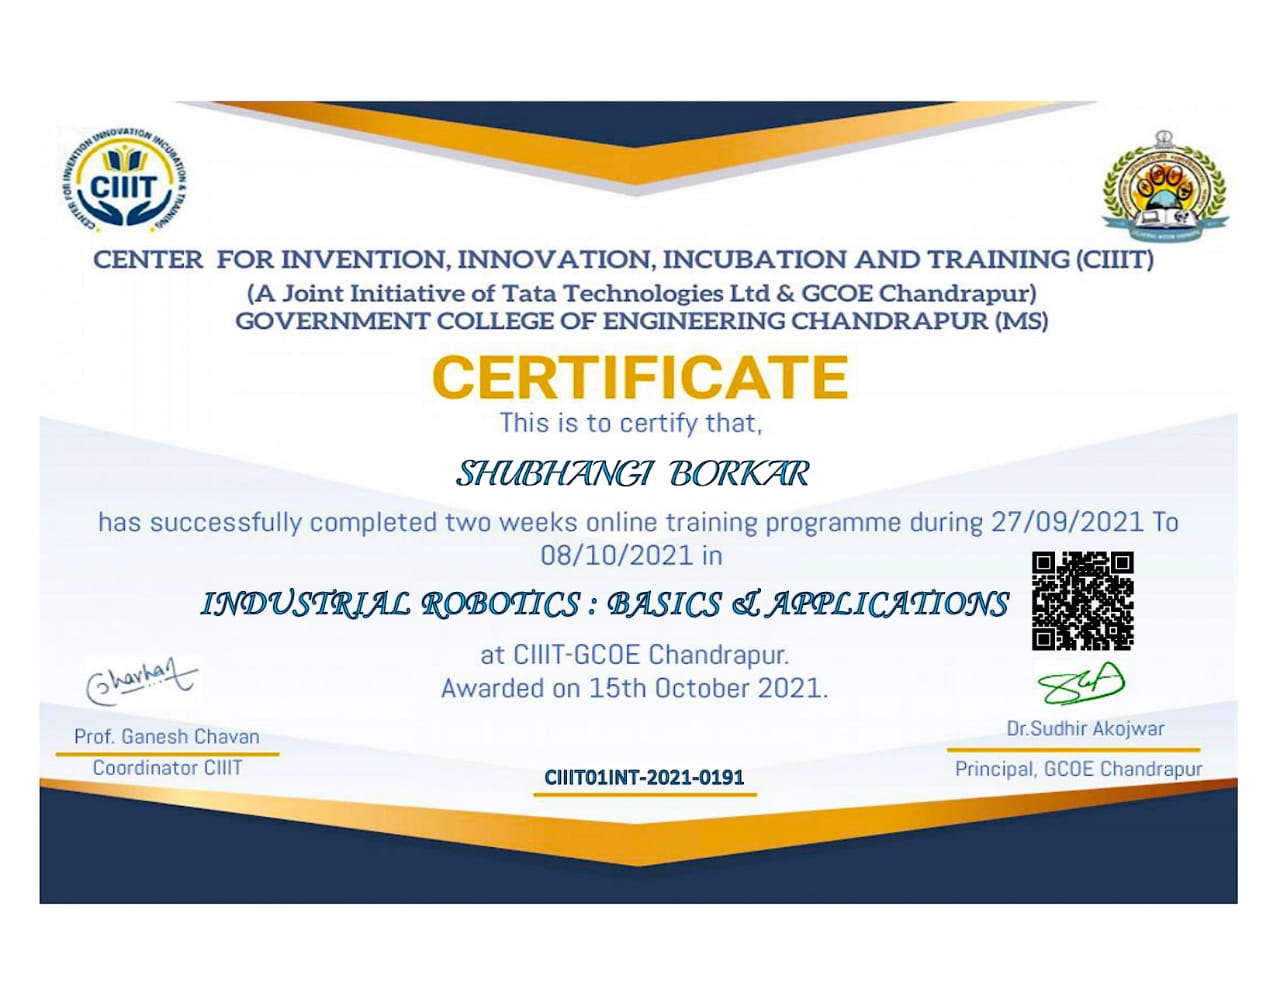 CENTER FOR INVENTION INNOVATION INCUBATION & TRAINING
CIIIT
CENTER  FOR INVENTION, INNOVATION, INCUBATION AND TRAINING (CIIIT)
(A Joint Initiative of Tata Technologies Ltd & GCOE Chandrapur)
GOVERNMENT COLLEGE OF ENGINEERING CHANDRAPUR (MS)
CERTIFICATE
This is to certify that,
SHUBHANGI BORKAR
has successfully completed two weeks online training programme during 27/09/2021 To
08/10/2021 in
INDUSTRIAL ROBOTICS : BASICS & APPLICATIONS
at CIIIT-GCOE Chandrapur.
Awarded on 15th October 2021.
Prof. Ganesh Chavan
Coordinator CIIIT
Dr.Sudhir Akojwar
Principal, GCOE Chandrapur
CIIIT01INT-2021-0191